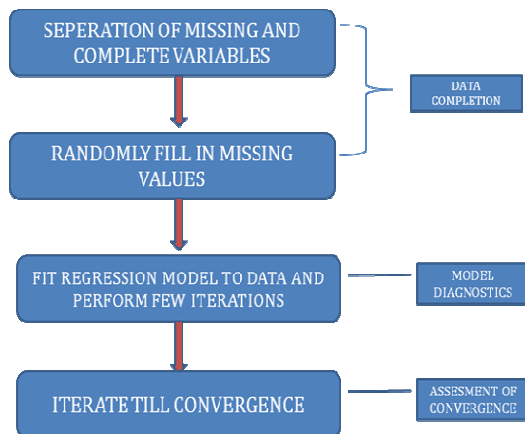 SEPERATION OF MISSING AND
COMPLETE VARIABLES
DATA
COMPLETION
RANDOMLY FILL IN MISSING
VALUES
FIT REGRESSION MODEL TO DATA AND
PERFORM FEW ITERATIONS
MODEL
DIAGNOSTICS
ITERATE TILL CONVERGENCE
ASSESMENT OF
CONVERGENCE